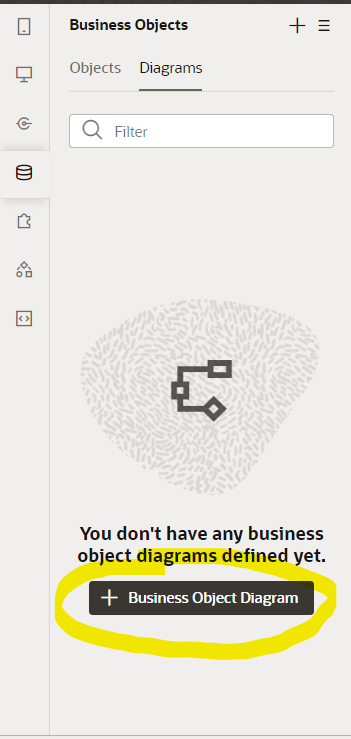 Business Objects
Objects Diagrams
Filter
You don't have any business
object diagrams defined yet.
Business Object Diagram